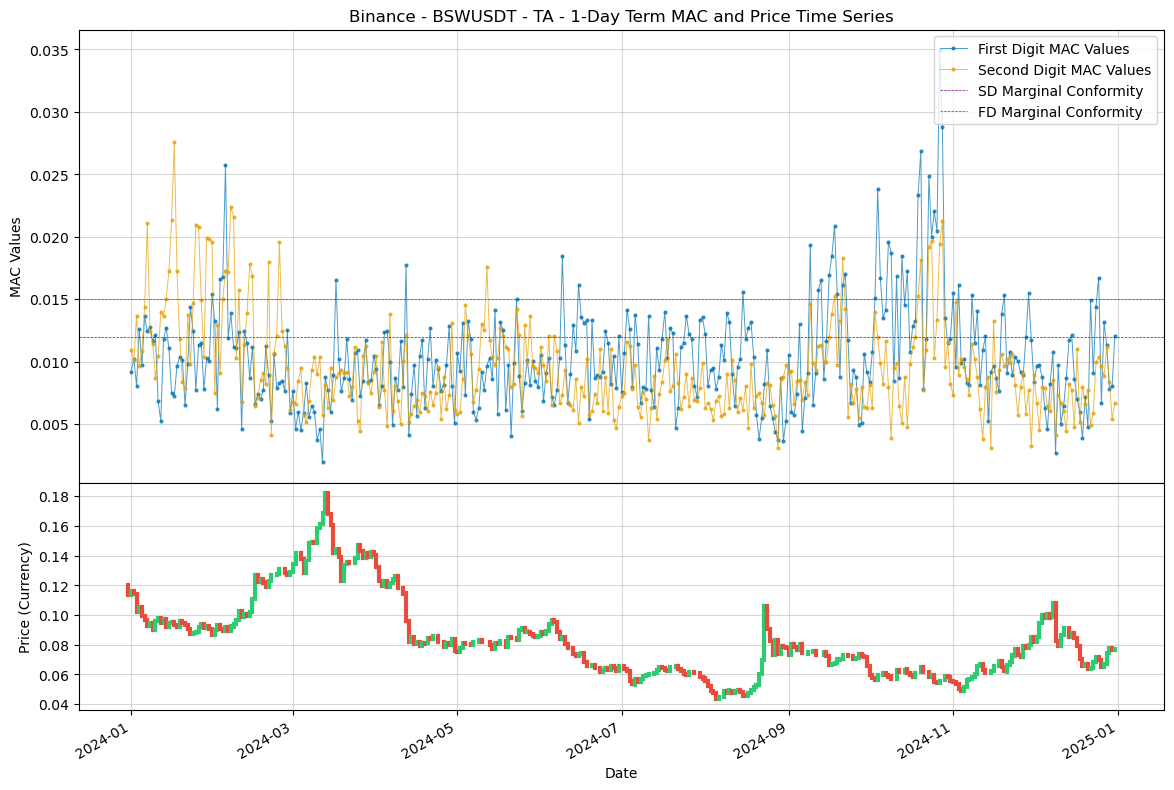 Binance - BSWUSDT - TA - 1-Day Term MAC and Price Time Series
First Digit MAC Values
Second Digit MAC Values
SD Marginal Conformity
FD Marginal Conformity
MAC Values
0.035
0.030
0.025
0.020
0.015
0.010
0.005
Price (Currency)
0.18
0.16
0.14
0.12
0.10
0.08
0.06
0.04
2024-01
2024-03
2024-05
2024-07
2024-09
2024-11
2025-01
Date